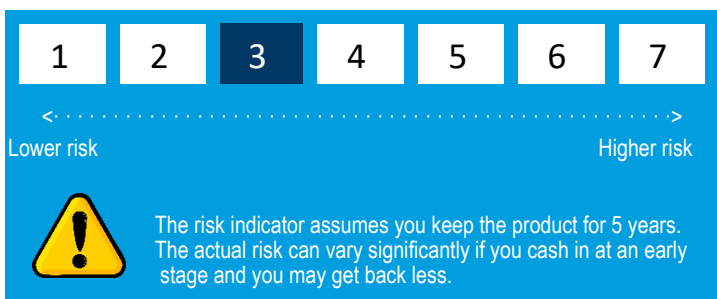 1 2 3 4 5 6 7
<·····················································>
Lower risk Higher risk
The risk indicator assumes you keep the product for 5 years.
The actual risk can vary significantly if you cash in at an early
stage and you may get back less.